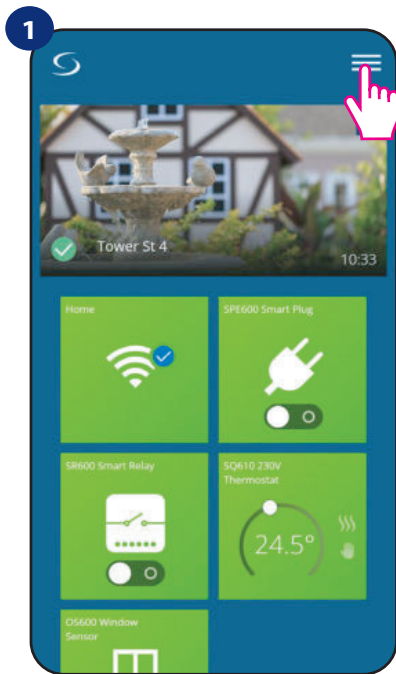 1
Tower St 4
10:33
Home
SPE600 Smart Plug
SR600 Smart Relay
SQ610 230V
Thermostat
24.5°
OS600 Window
Sensor